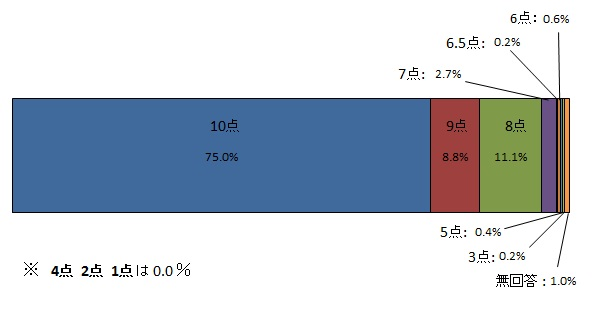 6点: 0.6%
6.5点: 0.2%
7点: 2.7%
10点 9点 8点
75.0% 8.8% 11.1%
5点: 0.4%
3点: 0.2%
※ 4点 2点 1点は0.0%
無回答：1.0%